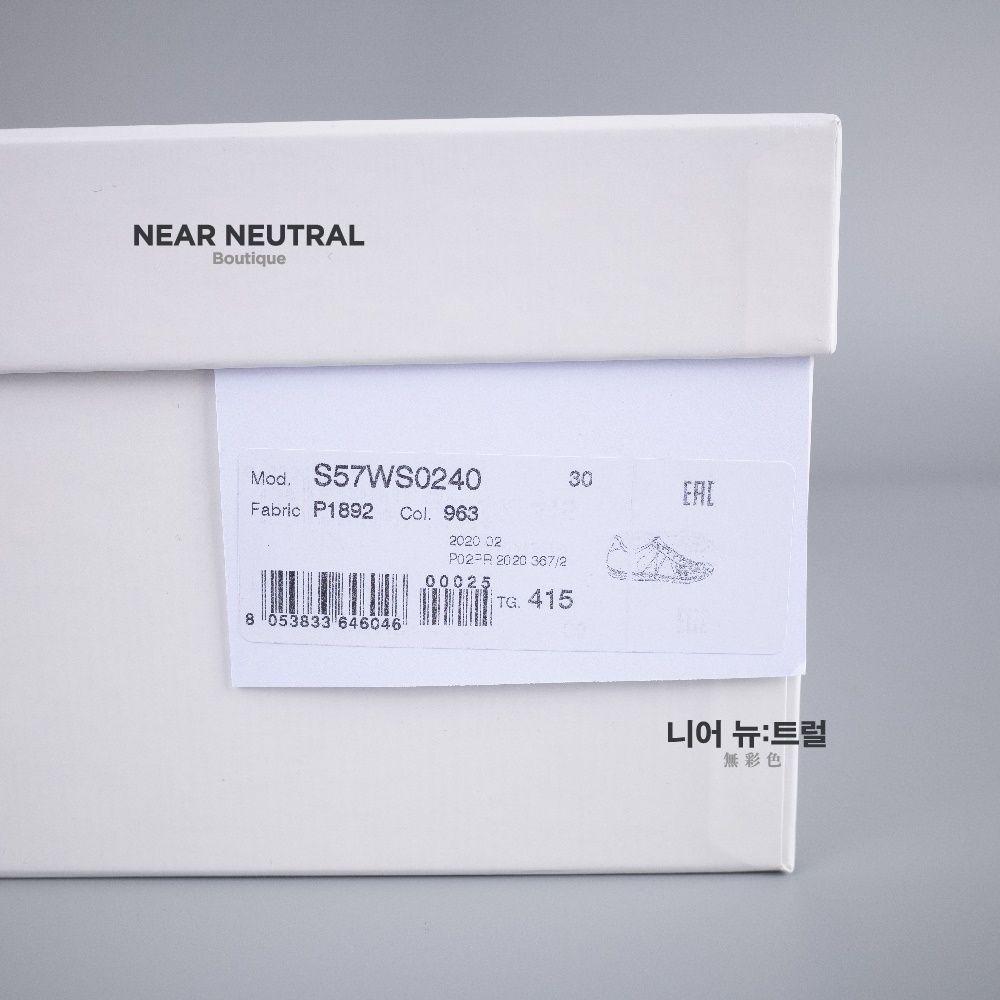 NEAR NEUTRAL
Boutique
Mod. S57WS0240 30
EAC
Fabric P1892 Col. 963
2020 02
P02PR 2020 367/2
00025
TG. 415
8 053833 646046
니어 뉴:트럴
無彩色